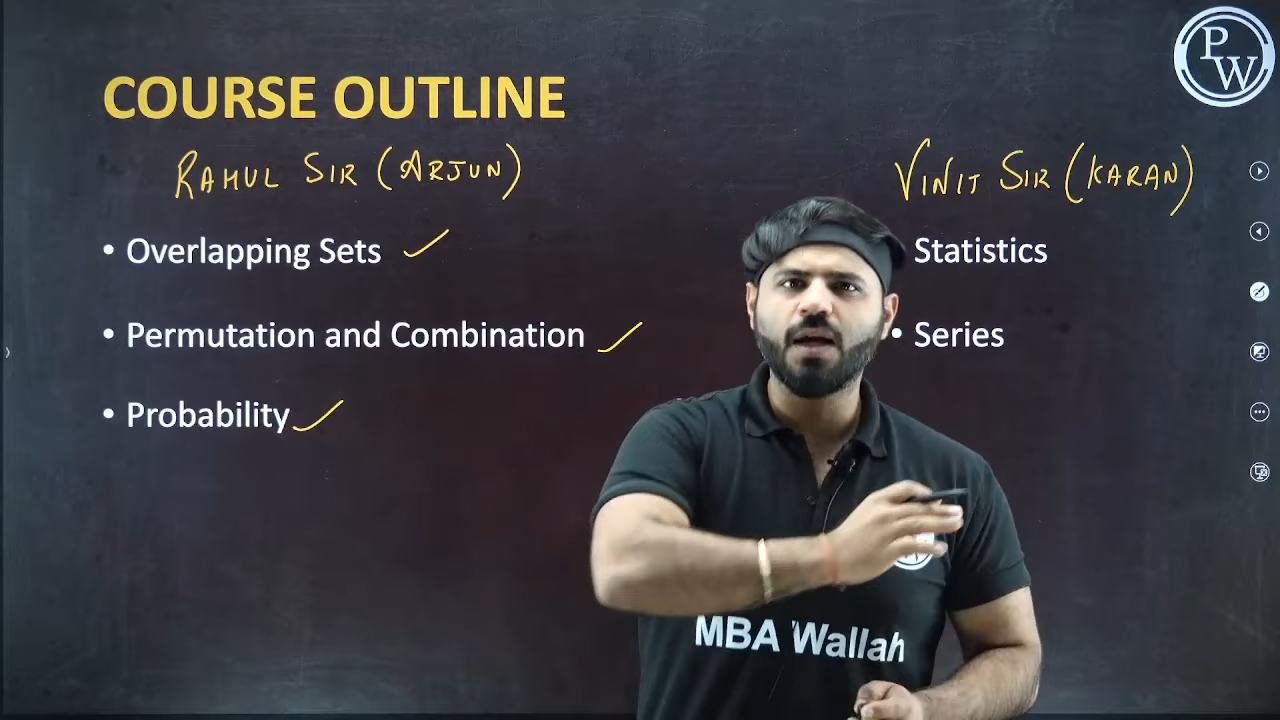 COURSE OUTLINE
RAHUL SIR (ARJUN)
• Overlapping Sets
• Permutation and Combination
• Probability
VINIT SIR (KARAN)
Statistics
• Series
PW
MBA Wallah